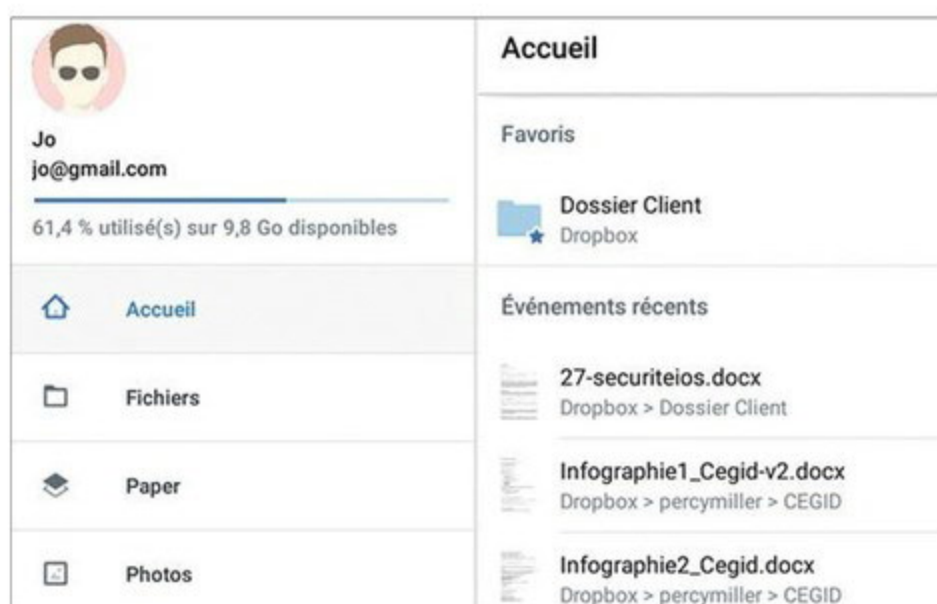 Jo
jo@gmail.com
61,4 % utilisé(s) sur 9,8 Go disponibles
Accueil
Fichiers
Paper
Photos
Accueil
Favoris
Dossier Client
Dropbox
Événements récents
27-securiteios.docx
Dropbox > Dossier Client
Infographie1_Cegid-v2.docx
Dropbox > percymiller > CEGID
Infographie2_Cegid.docx
Dropbox > percymiller > CEGID